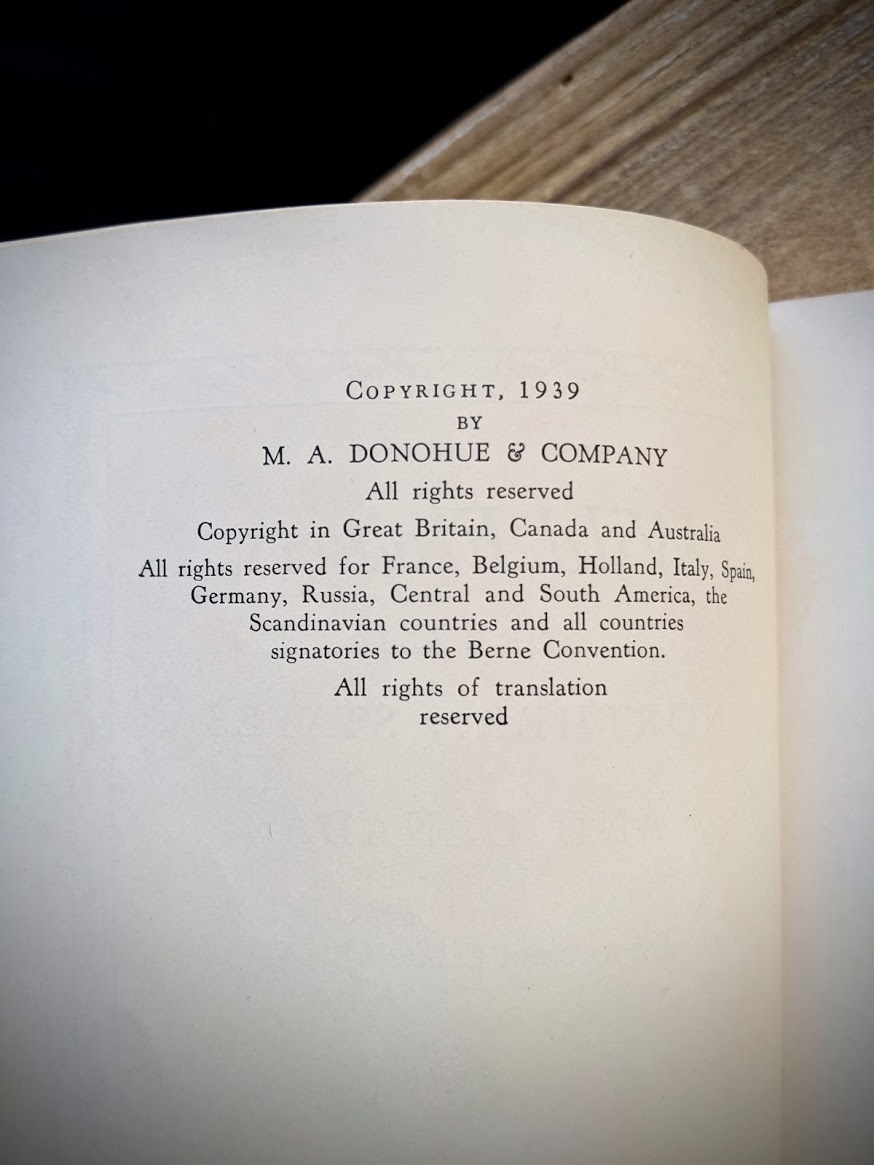 COPYRIGHT, 1939
BY
M. A. DONOHUE & COMPANY
All rights reserved
Copyright in Great Britain, Canada and Australia
All rights reserved for France, Belgium, Holland, Italy, Spain,
Germany, Russia, Central and South America, the
Scandinavian countries and all countries
signatories to the Berne Convention.
All rights of translation
reserved